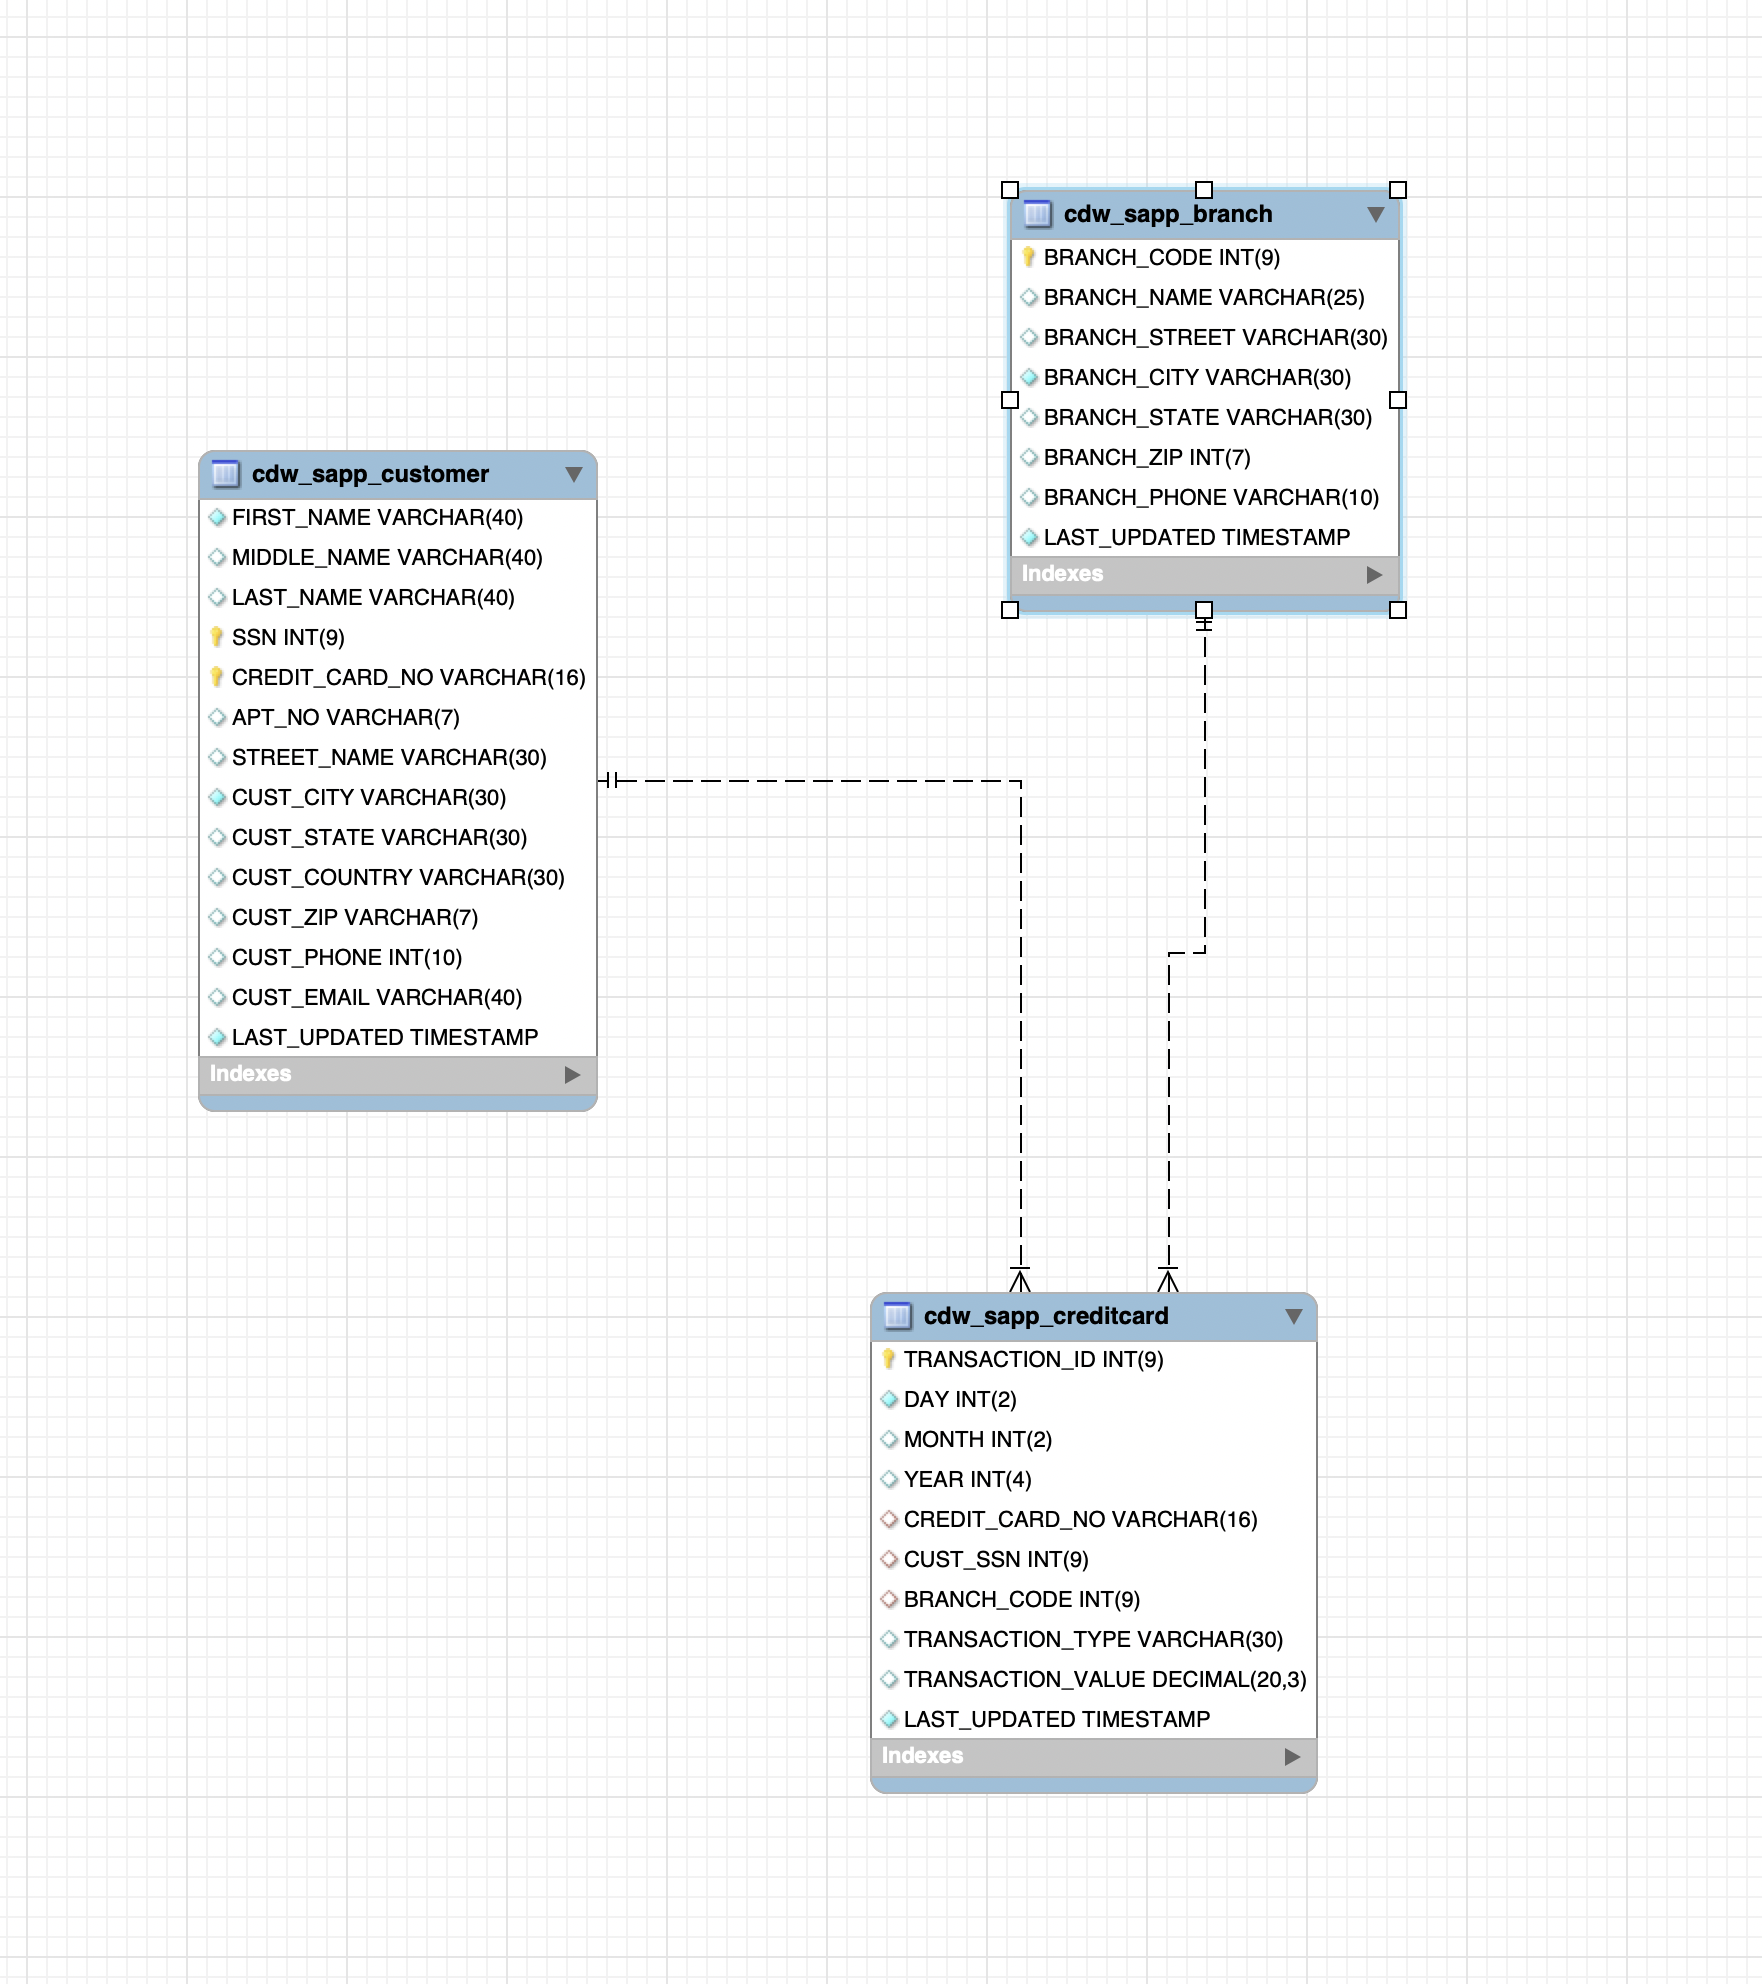 cdw_sapp_branch
BRANCH_CODE INT(9)
BRANCH_NAME VARCHAR(25)
BRANCH_STREET VARCHAR(30)
BRANCH_CITY VARCHAR(30)
BRANCH_STATE VARCHAR(30)
BRANCH_ZIP INT(7)
BRANCH_PHONE VARCHAR(10)
LAST_UPDATED TIMESTAMP
Indexes
cdw_sapp_customer
FIRST_NAME VARCHAR(40)
MIDDLE_NAME VARCHAR(40)
LAST_NAME VARCHAR(40)
SSN INT(9)
CREDIT_CARD_NO VARCHAR(16)
APT_NO VARCHAR(7)
STREET_NAME VARCHAR(30)
CUST_CITY VARCHAR(30)
CUST_STATE VARCHAR(30)
CUST_COUNTRY VARCHAR(30)
CUST_ZIP VARCHAR(7)
CUST_PHONE INT(10)
CUST_EMAIL VARCHAR(40)
LAST_UPDATED TIMESTAMP
Indexes
cdw_sapp_creditcard
TRANSACTION_ID INT(9)
DAY INT(2)
MONTH INT(2)
YEAR INT(4)
CREDIT_CARD_NO VARCHAR(16)
CUST_SSN INT(9)
BRANCH_CODE INT(9)
TRANSACTION_TYPE VARCHAR(30)
TRANSACTION_VALUE DECIMAL(20,3)
LAST_UPDATED TIMESTAMP
Indexes